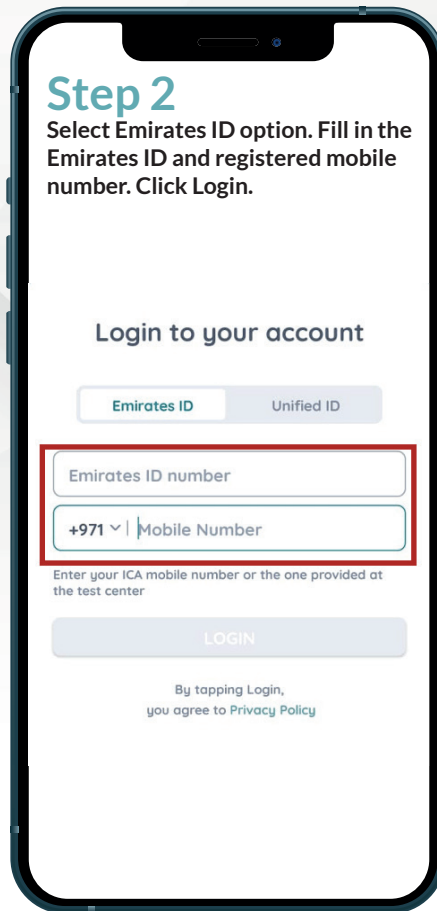 Step 2
Select Emirates ID option. Fill in the
Emirates ID and registered mobile
number. Click Login.
Login to your account
Emirates ID Unified ID
Emirates ID number
+971 Mobile Number
Enter your ICA mobile number or the one provided at
the test center
LOGIN
By tapping Login,
you agree to Privacy Policy